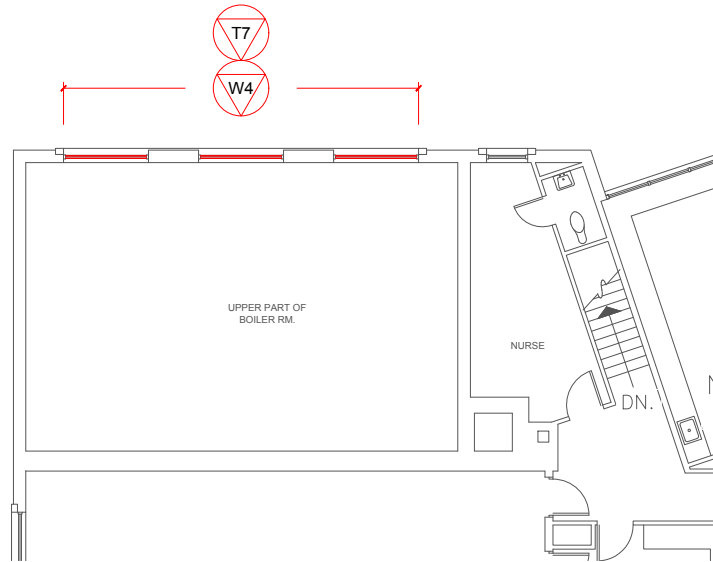 T7
W4
UPPER PART OF
BOILER RM.
NURSE
DN.